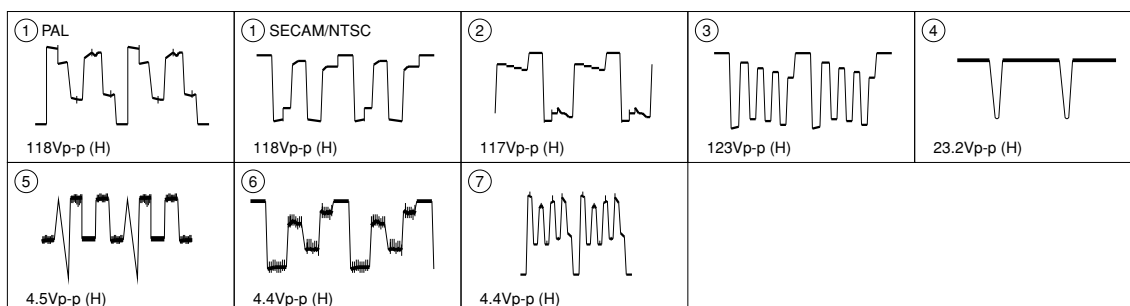 ① PAL
118Vp-p (H)
① SECAM/NTSC
118Vp-p (H)
②
117Vp-p (H)
③
123Vp-p (H)
④
23.2Vp-p (H)
⑤
4.5Vp-p (H)
⑥
4.4Vp-p (H)
⑦
4.4Vp-p (H)